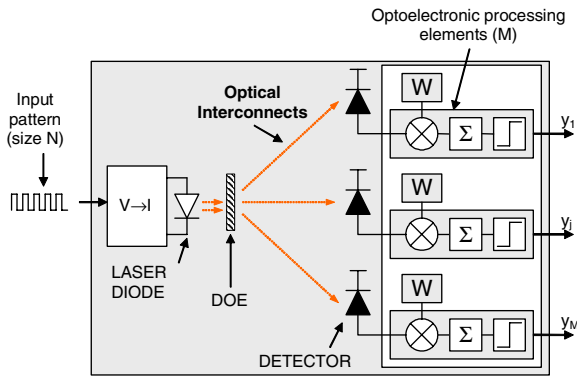 Optoelectronic processing
elements (M)
Input
pattern
(size N)
Optical
Interconnects
V→I
LASER
DIODE
DOE
DETECTOR
W
Σ
y1
W
Σ
yj
W
Σ
yM